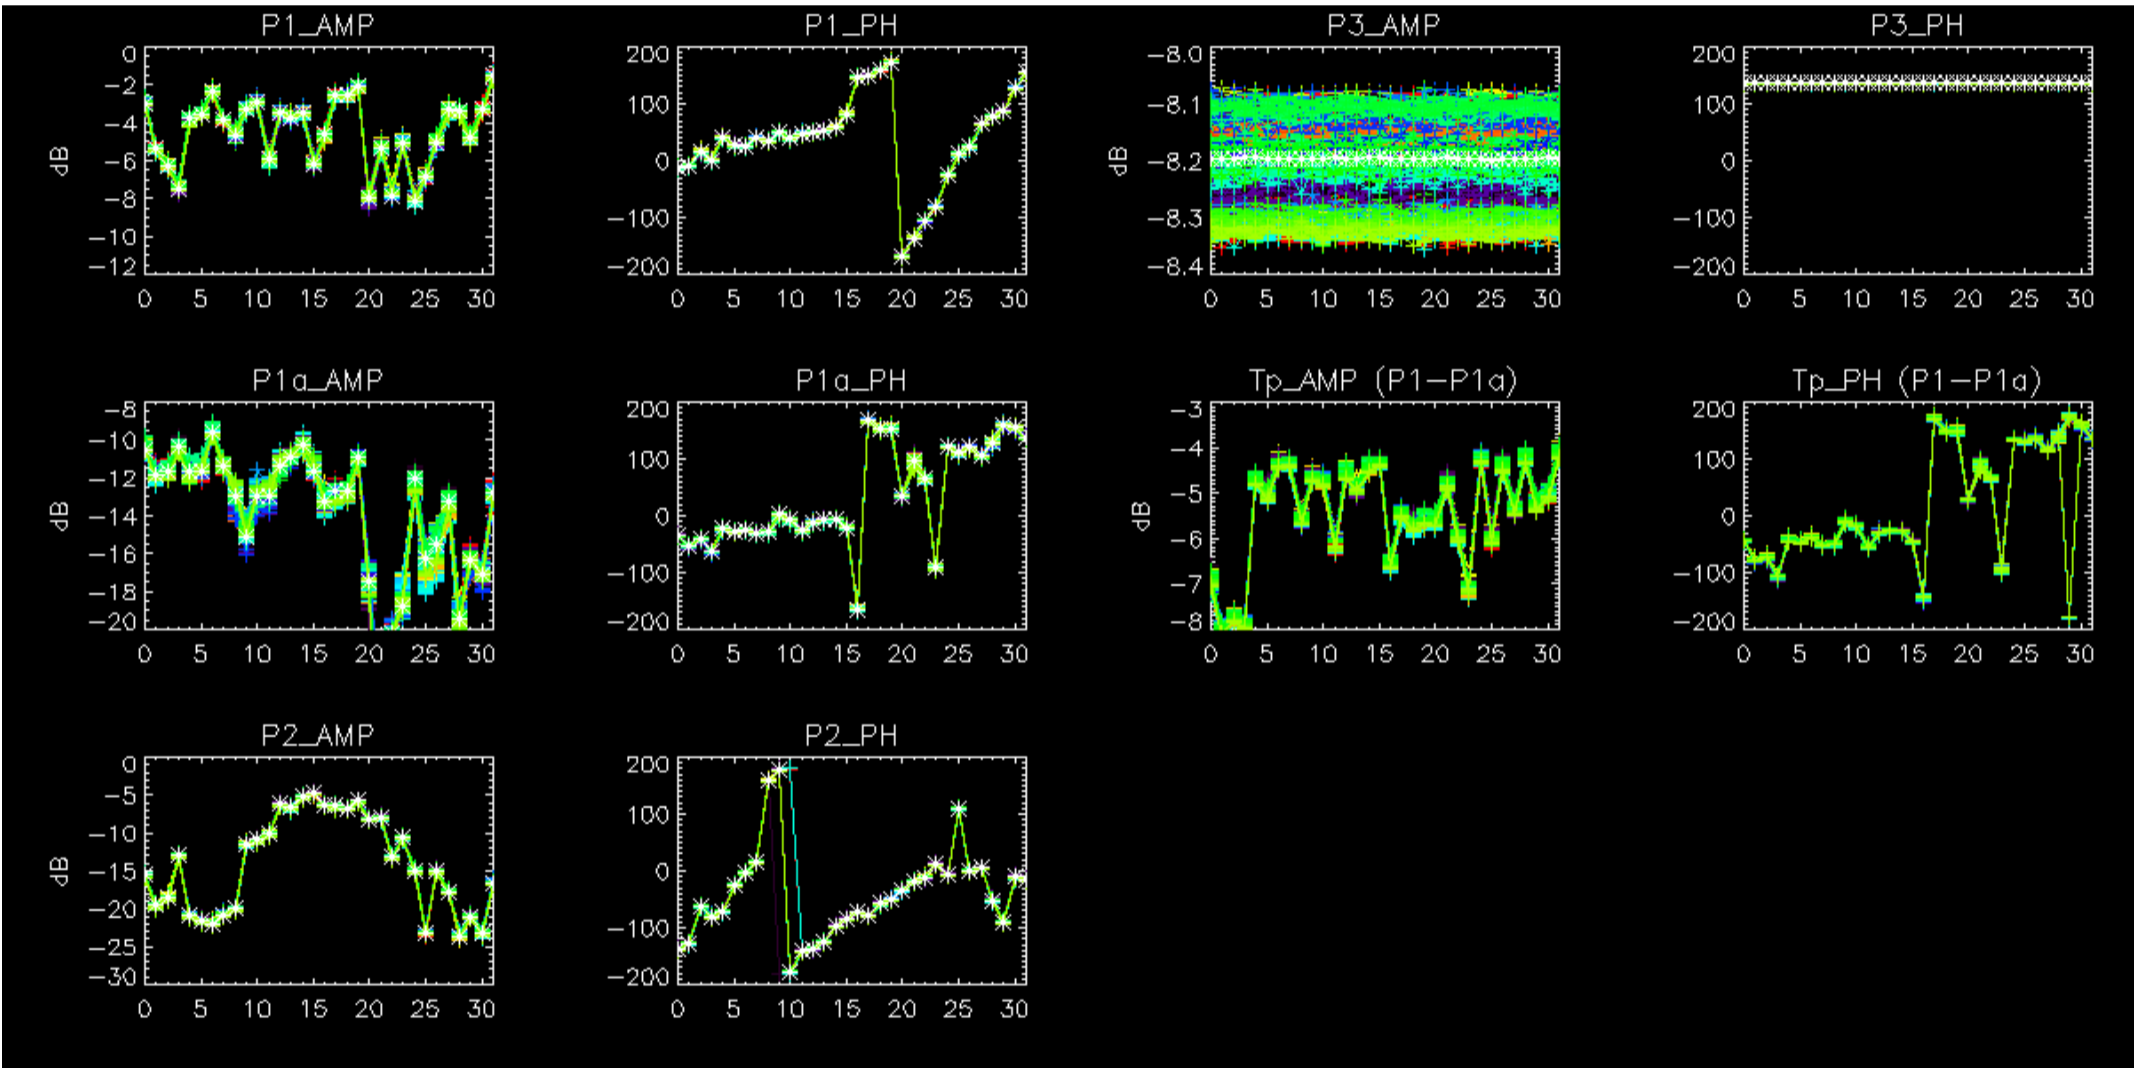 P1_AMP
P1_PH
P3_AMP
P3_PH
0
-2
-4
-6
-8
-10
-12
dB
0 5 10 15 20 25 30
200
100
0
-100
-200
0 5 10 15 20 25 30
-8.0
-8.1
-8.2
-8.3
-8.4
dB
0 5 10 15 20 25 30
200
100
0
-100
-200
0 5 10 15 20 25 30
P1a_AMP
P1a_PH
Tp_AMP (P1-P1a)
Tp_PH (P1-P1a)
-8
-10
-12
-14
-16
-18
-20
dB
0 5 10 15 20 25 30
200
100
0
-100
-200
0 5 10 15 20 25 30
-3
-4
-5
-6
-7
-8
dB
0 5 10 15 20 25 30
200
100
0
-100
-200
0 5 10 15 20 25 30
P2_AMP
P2_PH
0
-5
-10
-15
-20
-25
-30
dB
0 5 10 15 20 25 30
200
100
0
-100
-200
0 5 10 15 20 25 30